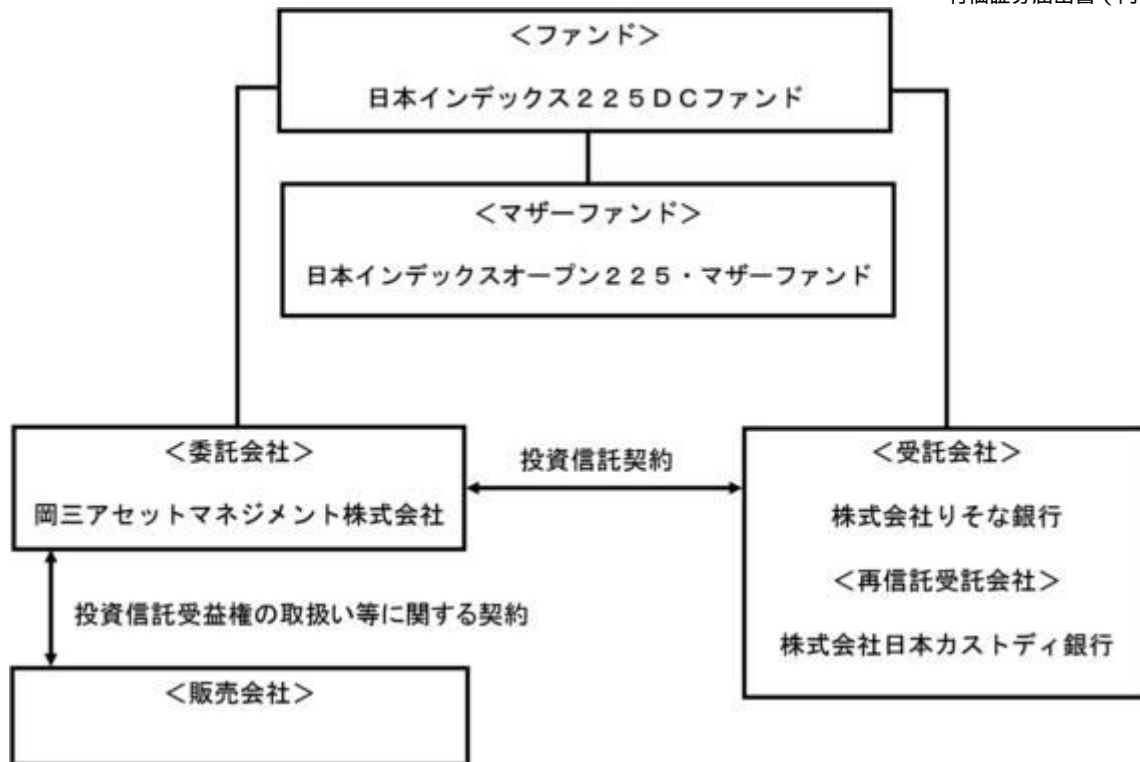 ＜ファンド＞
日本インデックス２２５ＤＣファンド
＜マザーファンド＞
日本インデックスオープン２２５・マザーファンド
＜委託会社＞
岡三アセットマネジメント株式会社
投資信託契約
＜受託会社＞
株式会社りそな銀行
＜再信託受託会社＞
株式会社日本カストディ銀行
投資信託受益権の取扱い等に関する契約
＜販売会社＞